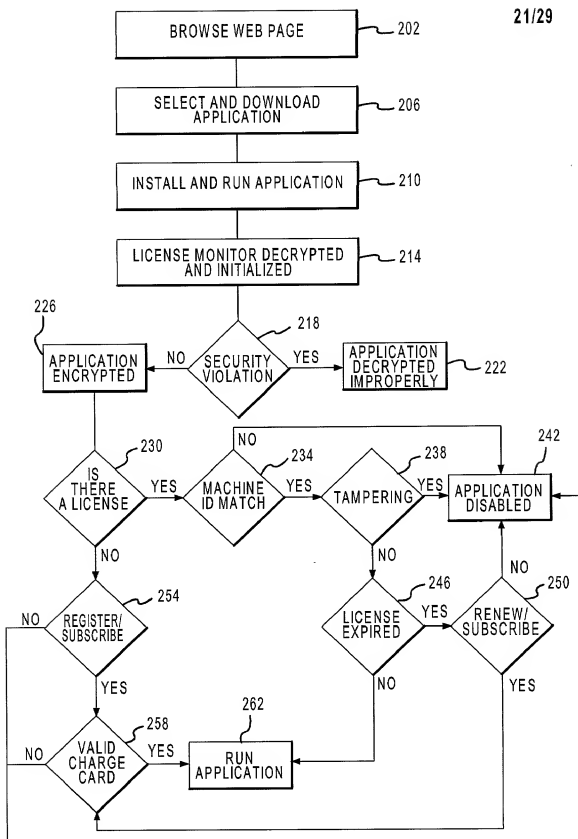 21/29
BROWSE WEB PAGE
202
SELECT AND DOWNLOAD
APPLICATION
206
INSTALL AND RUN APPLICATION
210
LICENSE MONITOR DECRYPTED
AND INITIALIZED
214
226
APPLICATION
ENCRYPTED
NO
218
SECURITY
VIOLATION
YES
APPLICATION
DECRYPTED
IMPROPERLY
222
230
IS
THERE
A LICENSE
YES
NO
234
MACHINE
ID MATCH
YES
238
TAMPERING
YES
242
APPLICATION
DISABLED
NO
NO
NO
254
REGISTER/
SUBSCRIBE
NO
246
LICENSE
EXPIRED
YES
250
RENEW/
SUBSCRIBE
YES
NO
YES
258
VALID
CHARGE
CARD
NO
YES
262
RUN
APPLICATION